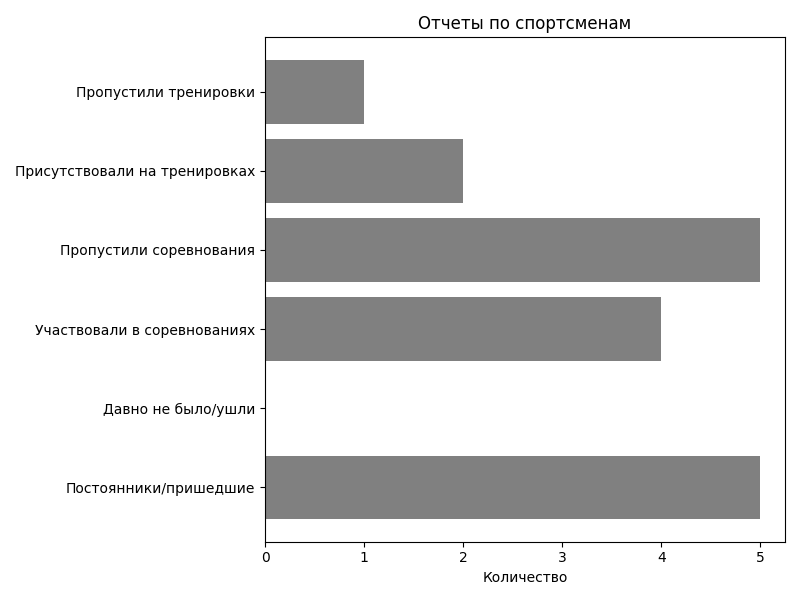 Отчеты по спортсменам
Пропустили тренировки
Присутствовали на тренировках
Пропустили соревнования
Участвовали в соревнованиях
Давно не было/ушли
Постоянники/пришедшие
0 1 2 3 4 5
Количество